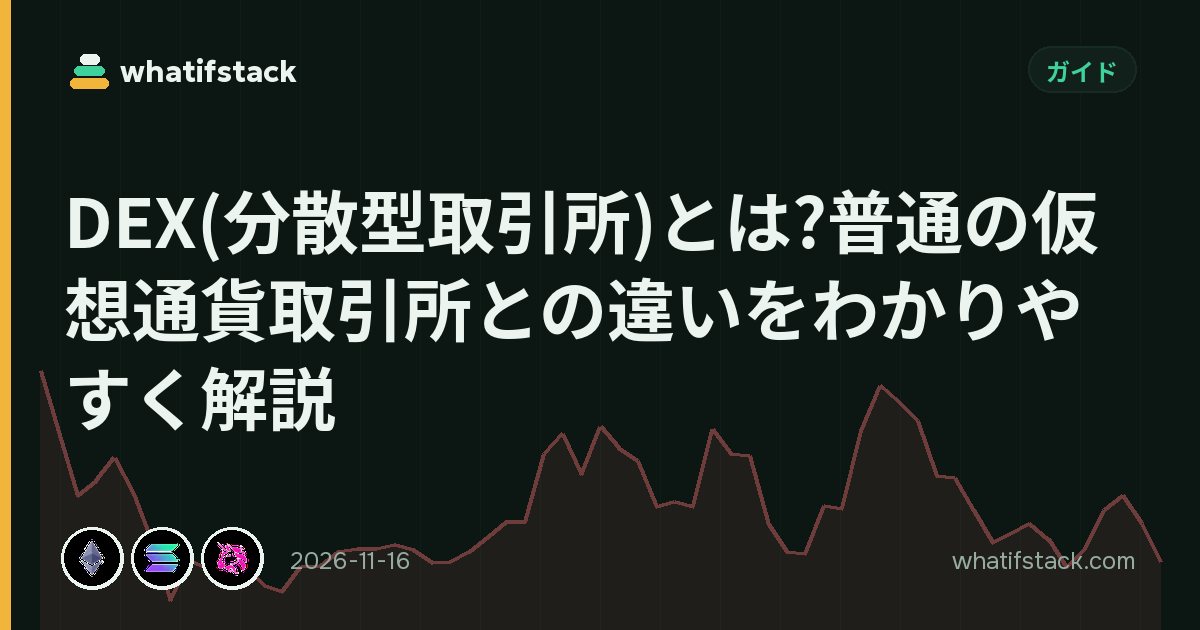 whatifstack
ガイド
DEX(分散型取引所)とは?普通の仮
想通貨取引所との違いをわかりや
すく解説
2026-11-16
whatifstack.com